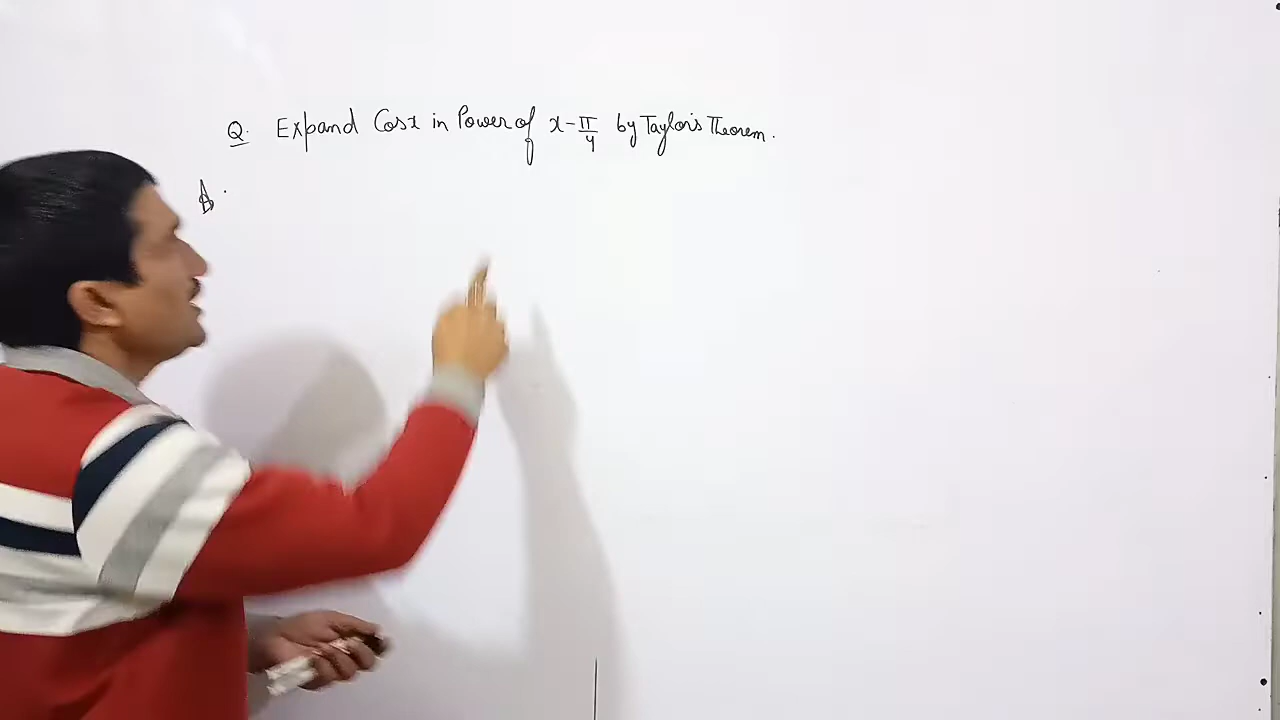 Q. Expand Cosx in Power of x-π/4 by Taylor's Theorem.
A.